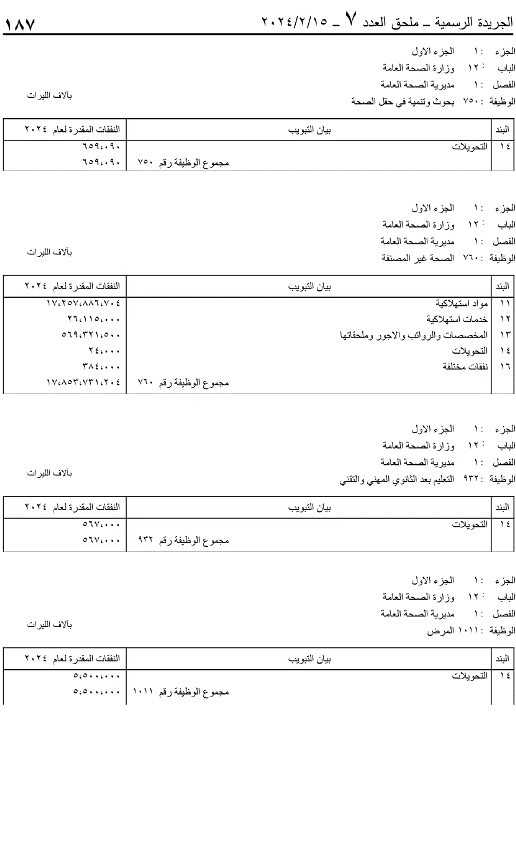 الجريدة الرسمية ــ ملحق العدد ٧ ــ ٢٠٢٤/٢/١٥ ١٨٧
الجزء : ١ الجزء الاول
الباب : ١٢ وزارة الصحة العامة
الفصل : ١ مديرية الصحة العامة
الوظيفة : ٧٥٠ بحوث وتنمية في حقل الصحة
بآلاف الليرات
البند بيان التبويب النفقات المقدرة لعام ٢٠٢٤
١٤ التحويلات ٦٥٩،٠٩٠
مجموع الوظيفة رقم ٧٥٠ ٦٥٩،٠٩٠
الجزء : ١ الجزء الاول
الباب : ١٢ وزارة الصحة العامة
الفصل : ١ مديرية الصحة العامة
الوظيفة : ٧٦٠ الصحة غير المصنفة
بآلاف الليرات
البند بيان التبويب النفقات المقدرة لعام ٢٠٢٤
١١ مواد استهلاكية ١٧،٢٥٧،٨٨٦،٧٠٤
١٢ خدمات استهلاكية ٢٦،١١٥،٠٠٠
١٣ المخصصات والرواتب والاجور وملحقاتها ٥٦٩،٣٢١،٥٠٠
١٤ التحويلات ٢٤،٠٠٠
١٦ نفقات مختلفة ٣٨٤،٠٠٠
مجموع الوظيفة رقم ٧٦٠ ١٧،٨٥٣،٧٣١،٢٠٤
الجزء : ١ الجزء الاول
الباب : ١٢ وزارة الصحة العامة
الفصل : ١ مديرية الصحة العامة
الوظيفة : ٩٣٢ التعليم بعد الثانوي المهني والتقني
بآلاف الليرات
البند بيان التبويب النفقات المقدرة لعام ٢٠٢٤
١٤ التحويلات ٥٦٧،٠٠٠
مجموع الوظيفة رقم ٩٣٢ ٥٦٧،٠٠٠
الجزء : ١ الجزء الاول
الباب : ١٢ وزارة الصحة العامة
الفصل : ١ مديرية الصحة العامة
الوظيفة : ١٠١١ المرض
بآلاف الليرات
البند بيان التبويب النفقات المقدرة لعام ٢٠٢٤
١٤ التحويلات ٥،٥٠٠،٠٠٠
مجموع الوظيفة رقم ١٠١١ ٥،٥٠٠،٠٠٠